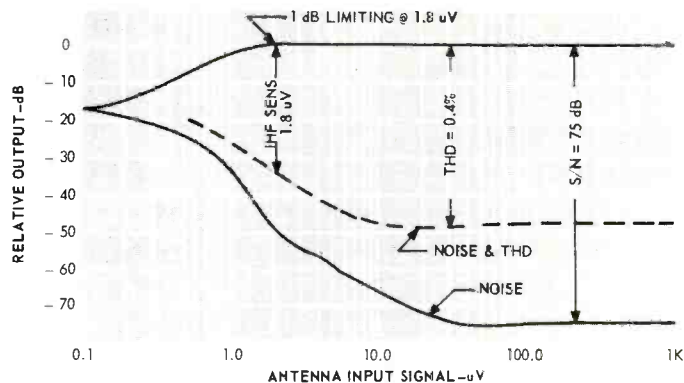 1 dB LIMITING @ 1.8 uV
0
- 10
- 20
- 30
- 40
- 50
- 60
- 70
RELATIVE OUTPUT-dB
IHF SENS
1.8 uV
THD = 0.4%
S/N = 75 dB
NOISE & THD
NOISE
0.1
1.0
10.0
100.0
1K
ANTENNA INPUT SIGNAL-uV